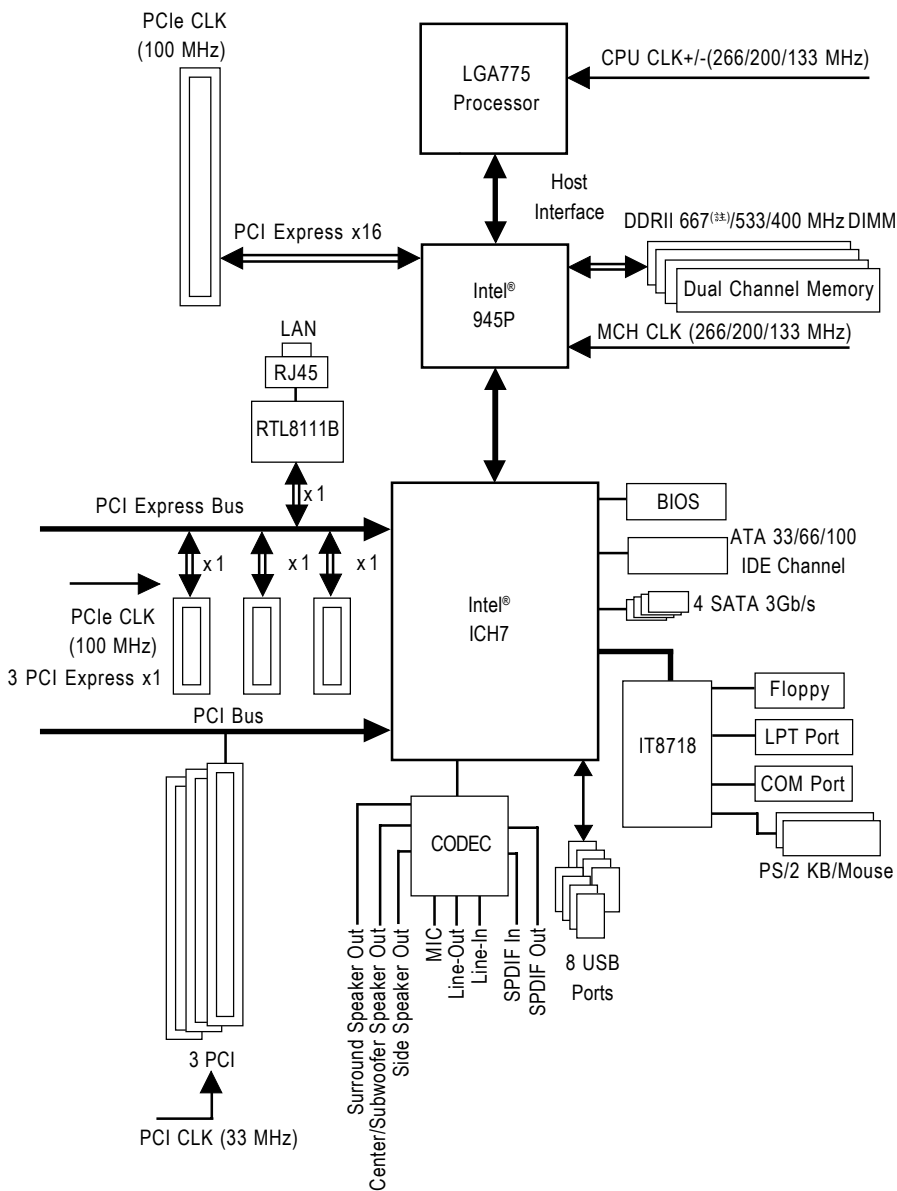 PCIe CLK
(100 MHz)
LGA775
Processor
CPU CLK+/-(266/200/133 MHz)
Host
Interface
PCI Express x16
DDRII 667(註)/533/400 MHz DIMM
Intel®
945P
Dual Channel Memory
MCH CLK (266/200/133 MHz)
LAN
RJ45
RTL8111B
x1
PCI Express Bus
x1
x1
x1
PCIe CLK
(100 MHz)
3 PCI Express x1
Intel®
ICH7
BIOS
ATA 33/66/100
IDE Channel
4 SATA 3Gb/s
PCI Bus
IT8718
Floppy
LPT Port
COM Port
PS/2 KB/Mouse
CODEC
Surround Speaker Out
Center/Subwoofer Speaker Out
Side Speaker Out
MIC
Line-Out
Line-In
SPDIF In
SPDIF Out
8 USB
Ports
3 PCI
PCI CLK (33 MHz)